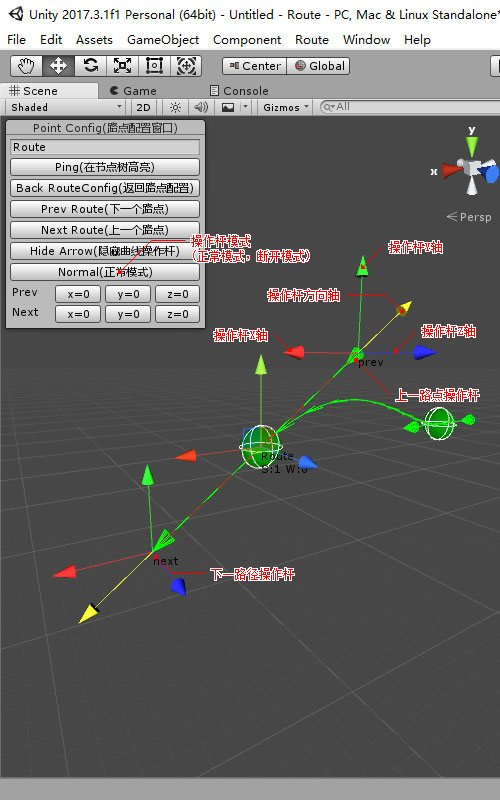 Unity 2017.3.1f1 Personal (64bit) - Untitled - Route - PC, Mac & Linux Standalone*
File Edit Assets GameObject Component Route Window Help
Center Global
Scene Game Console
Shaded 2D Gizmos All
Point Config(路点配置窗口)
Route
Ping(在节点树高亮)
Back RouteConfig(返回路点配置)
Prev Route(下一个路点)
Next Route(上一个路点)
Hide Arrow(隐藏曲线操作杆)
Normal(正常模式)
Prev x=0 y=0 z=0
Next x=0 y=0 z=0
操作杆模式
(正常模式，断开模式)
y
x
Persp
操作杆Y轴
操作杆方向轴
操作杆X轴
操作杆Z轴
prev
上一路点操作杆
Route
S:1 W:0
next
下一路径操作杆